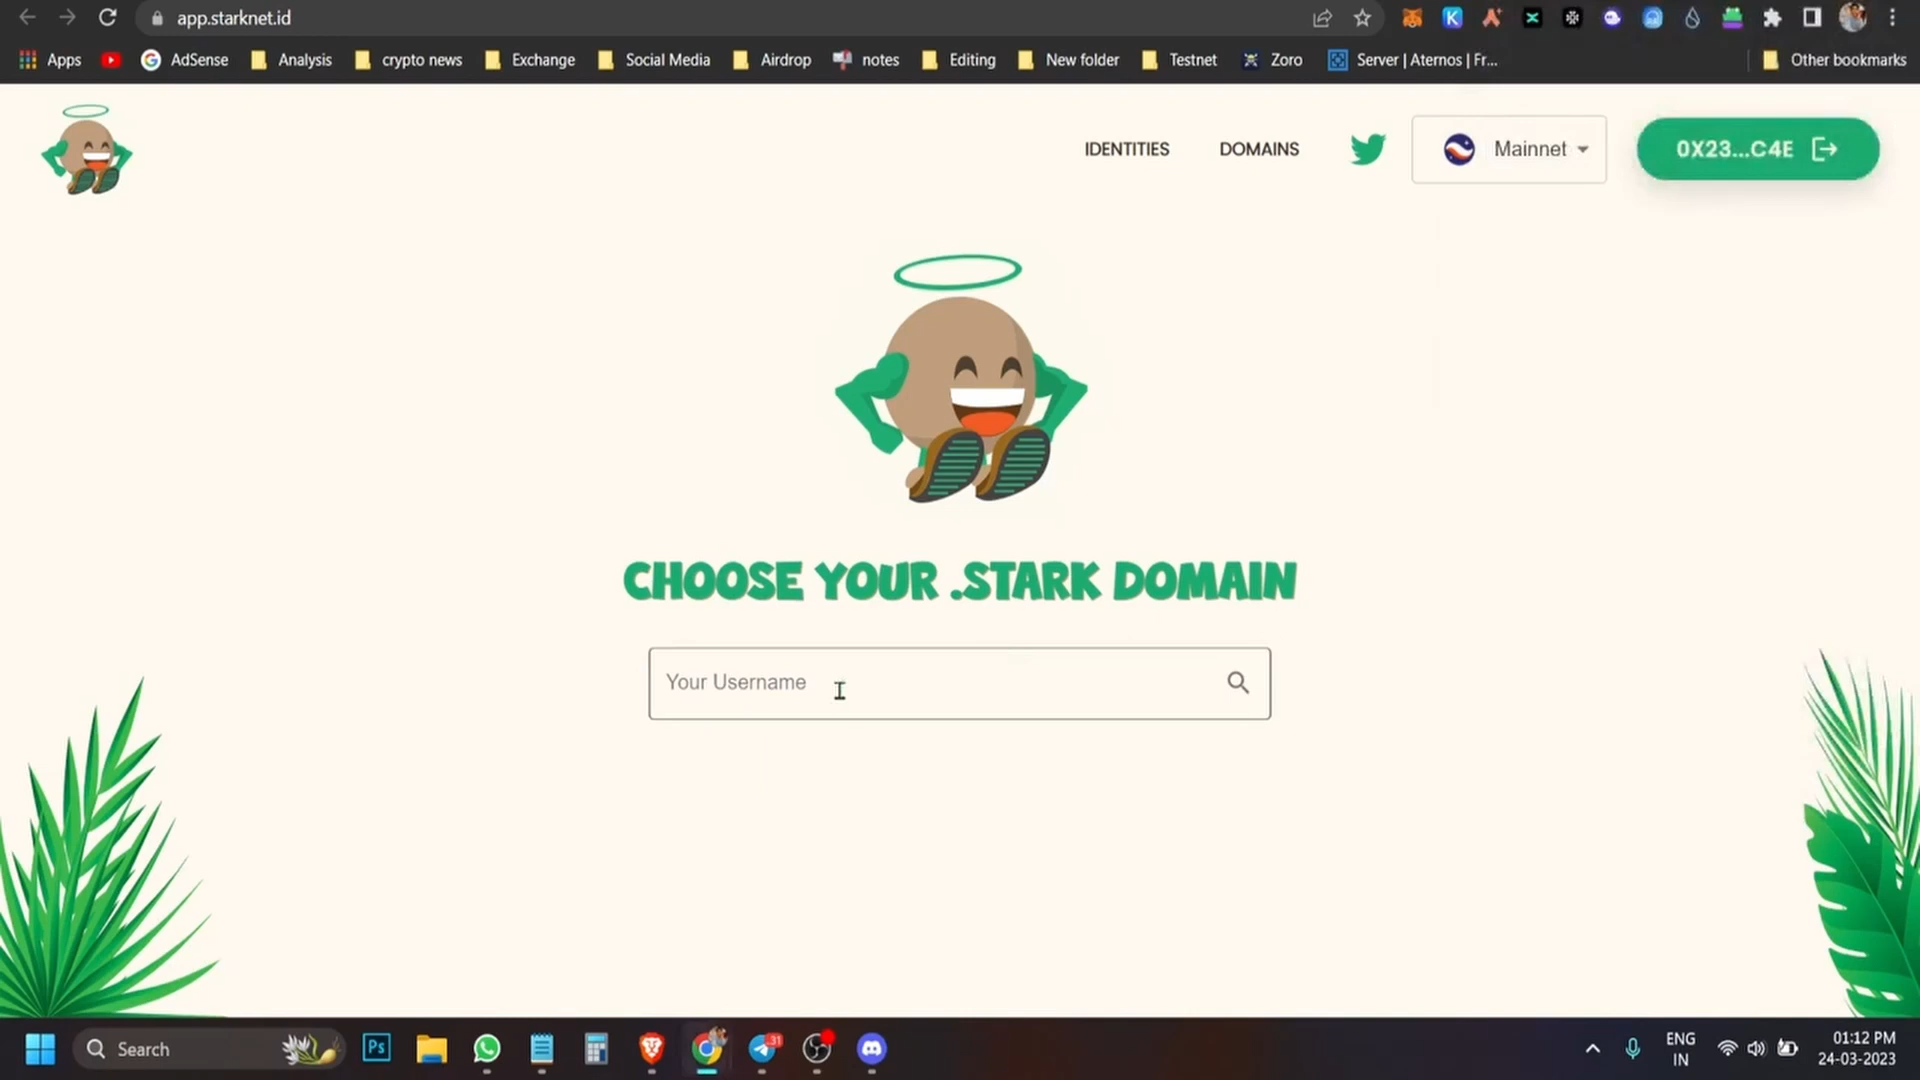 app.starknet.id
Apps AdSense Analysis crypto news Exchange Social Media Airdrop notes Editing New folder Testnet Zoro Server | Aternos | Fr... Other bookmarks
IDENTITIES DOMAINS Mainnet 0X23...C4E
CHOOSE YOUR .STARK DOMAIN
Your Username
Search Ps 31 ENG 01:12 PM
IN 24-03-2023